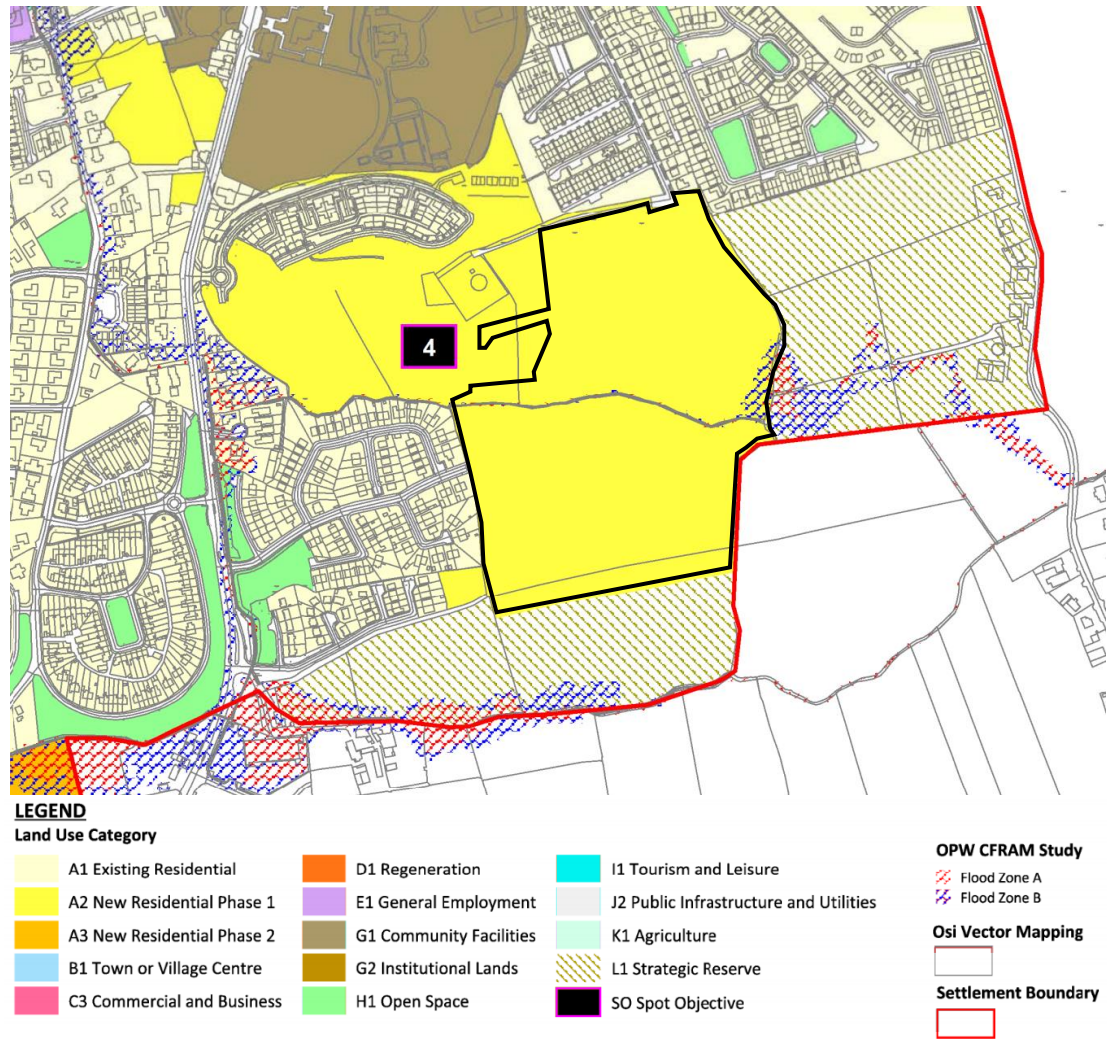 4
LEGEND
Land Use Category
A1 Existing Residential
A2 New Residential Phase 1
A3 New Residential Phase 2
B1 Town or Village Centre
C3 Commercial and Business
D1 Regeneration
E1 General Employment
G1 Community Facilities
G2 Institutional Lands
H1 Open Space
I1 Tourism and Leisure
J2 Public Infrastructure and Utilities
K1 Agriculture
L1 Strategic Reserve
SO Spot Objective
OPW CFRAM Study
Flood Zone A
Flood Zone B
Osi Vector Mapping
Settlement Boundary